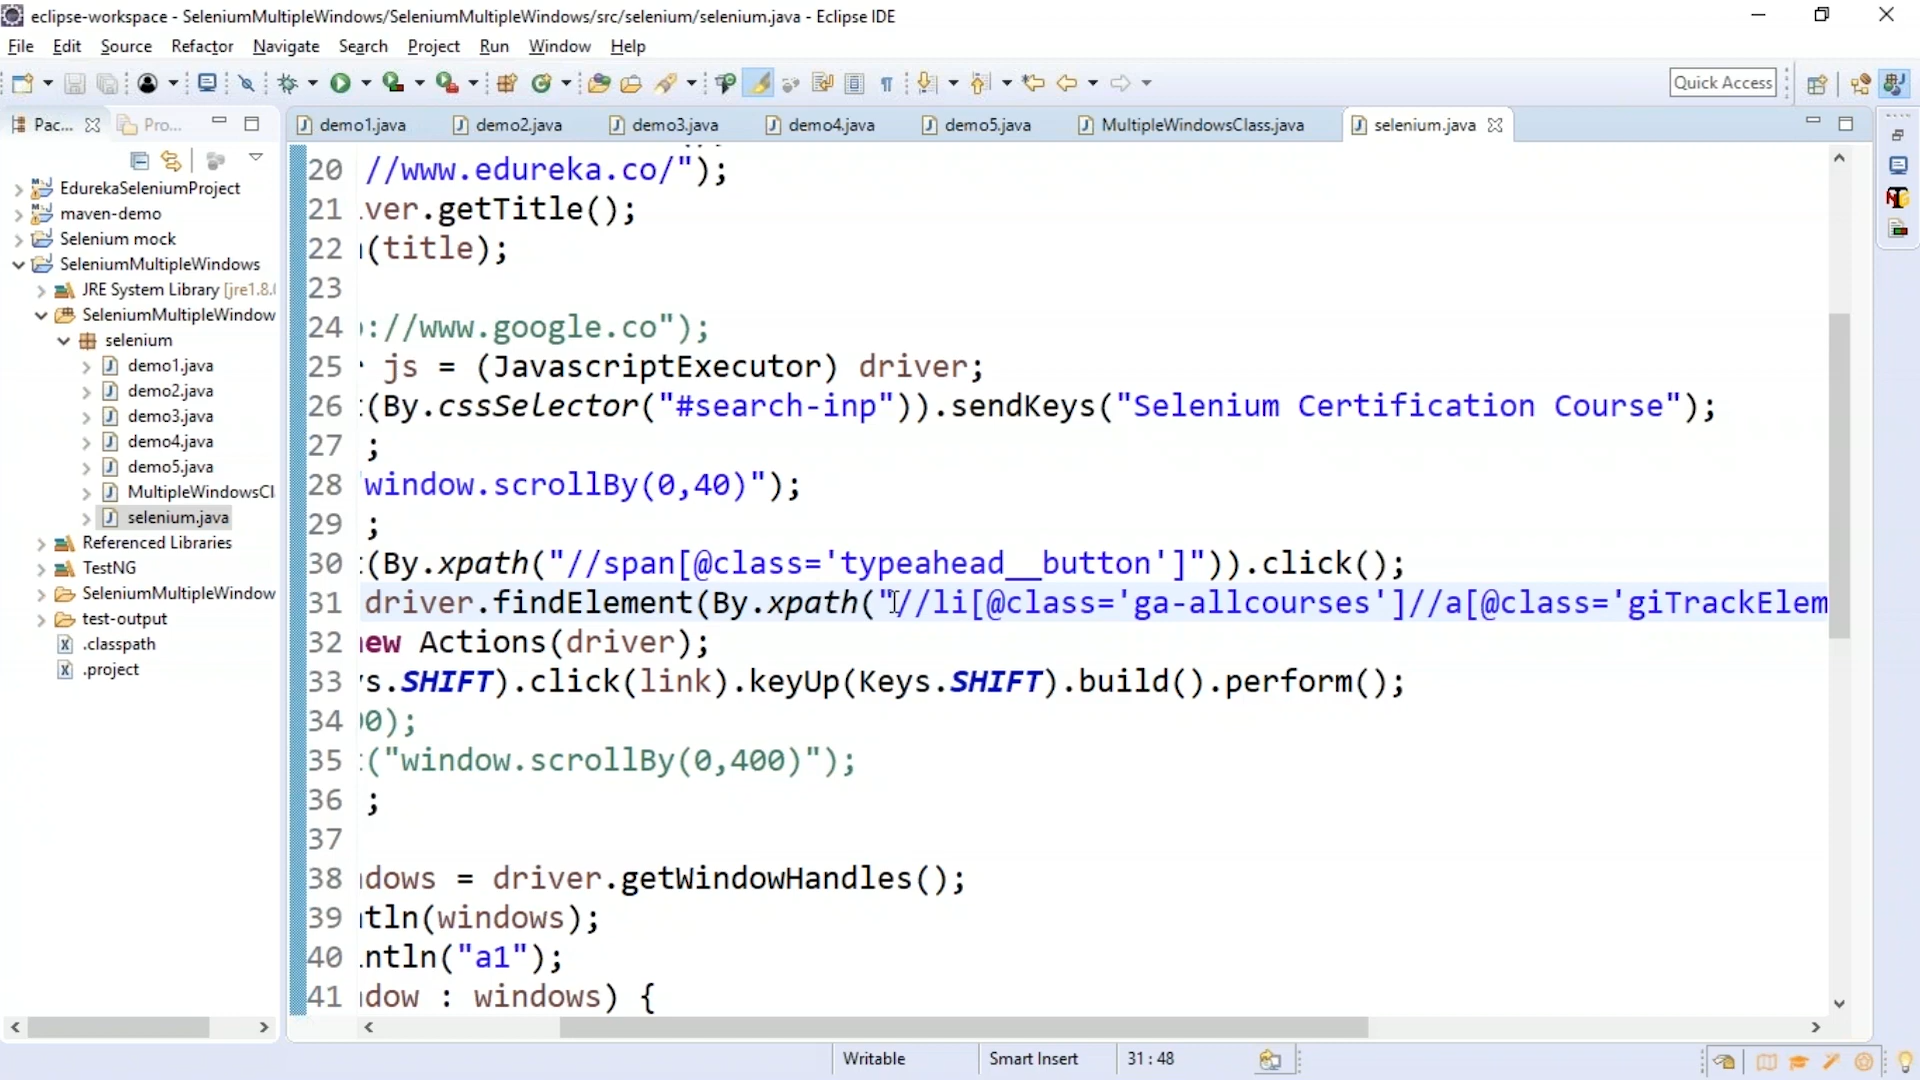 eclipse-workspace - SeleniumMultipleWindows/SeleniumMultipleWindows/src/selenium/selenium.java - Eclipse IDE
File Edit Source Refactor Navigate Search Project Run Window Help
Quick Access
Pac... Pro... demo1.java demo2.java demo3.java demo4.java demo5.java MultipleWindowsClass.java selenium.java
EdurekaSeleniumProject
maven-demo
Selenium mock
SeleniumMultipleWindows
JRE System Library [jre1.8.
SeleniumMultipleWindow
selenium
demo1.java
demo2.java
demo3.java
demo4.java
demo5.java
MultipleWindowsCl
selenium.java
Referenced Libraries
TestNG
SeleniumMultipleWindow
test-output
.classpath
.project
20 //www.edureka.co/");
21 .ver.getTitle();
22 (title);
23
24 ://www.google.co");
25 js = (JavascriptExecutor) driver;
26 (By.cssSelector("#search-inp")).sendKeys("Selenium Certification Course");
27 ;
28 "window.scrollBy(0,40)");
29 ;
30 (By.xpath("//span[@class='typeahead__button']")).click();
31 driver.findElement(By.xpath("//li[@class='ga-allcourses']//a[@class='giTrackElem
32 new Actions(driver);
33 s.SHIFT).click(link).keyUp(Keys.SHIFT).build().perform();
34 0);
35 ("window.scrollBy(0,400)");
36 ;
37
38 dows = driver.getWindowHandles();
39 tln(windows);
40 ntln("a1");
41 dow : windows) {
Writable Smart Insert 31 : 48